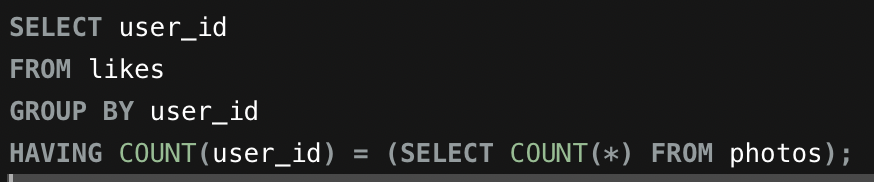 SELECT user_id
FROM likes
GROUP BY user_id
HAVING COUNT(user_id) = (SELECT COUNT(*) FROM photos);